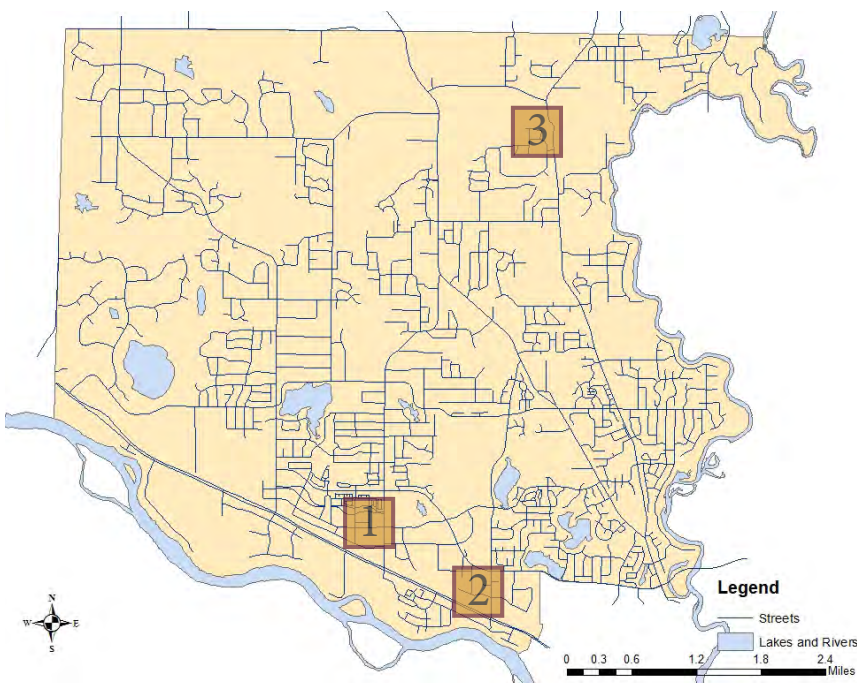 3
1
2
N
W E
S
Legend
Streets
Lakes and Rivers
0 0.3 0.6 1.2 1.8 2.4
Miles